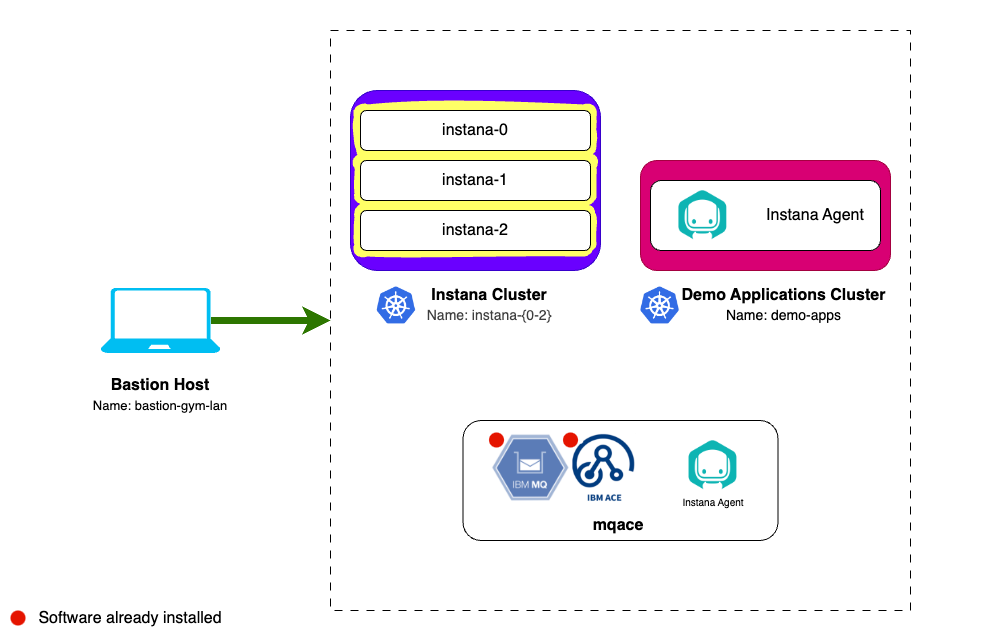 instana-0
instana-1
instana-2
Instana Agent
Instana Cluster
Name: instana-{0-2}
Demo Applications Cluster
Name: demo-apps
Bastion Host
Name: bastion-gym-lan
IBM MQ
IBM ACE
Instana Agent
mqace
Software already installed